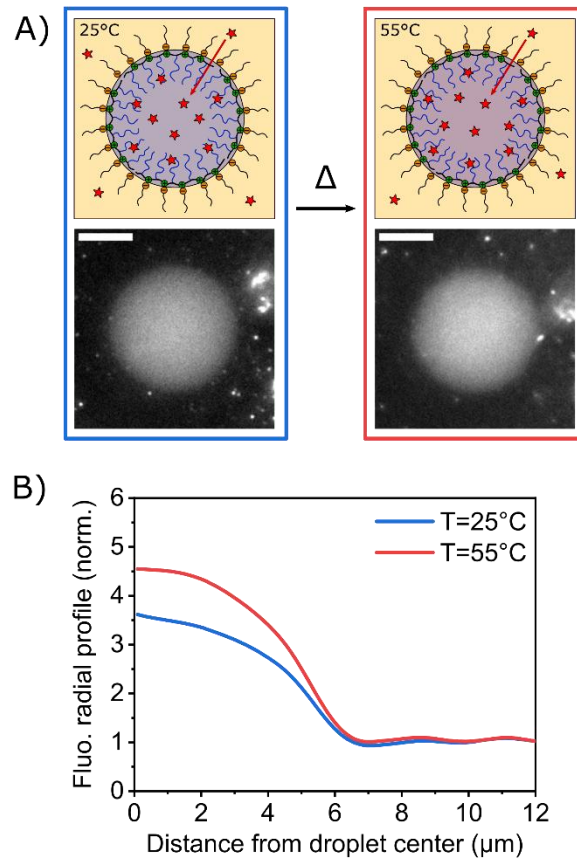 A)
25°C
55°C
Δ
B)
Fluo. radial profile (norm.)
6
5
4
3
2
1
0
T=25°C
T=55°C
0 2 4 6 8 10 12
Distance from droplet center (μm)